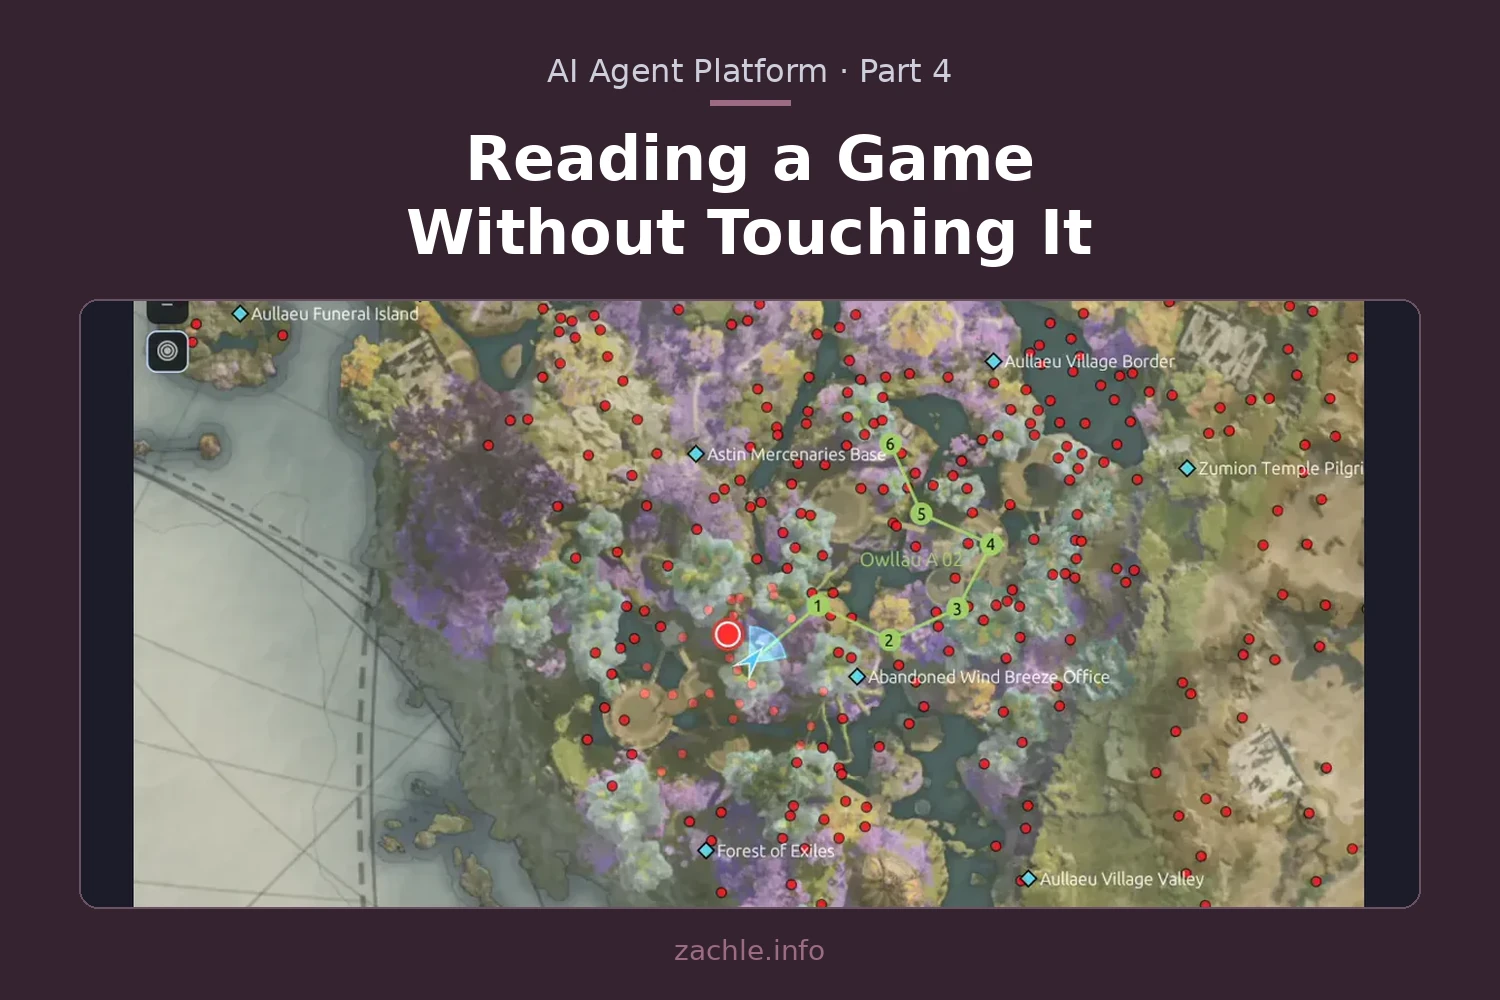 AI Agent Platform · Part 4
Reading a Game
Without Touching It
Aullaeu Funeral Island
Aullaeu Village Border
Astin Mercenaries Base
6
Zumion Temple Pilgri
5
4
Owllau A 02
1
3
2
Abandoned Wind Breeze Office
Forest of Exiles
Aullaeu Village Valley
zachle.info